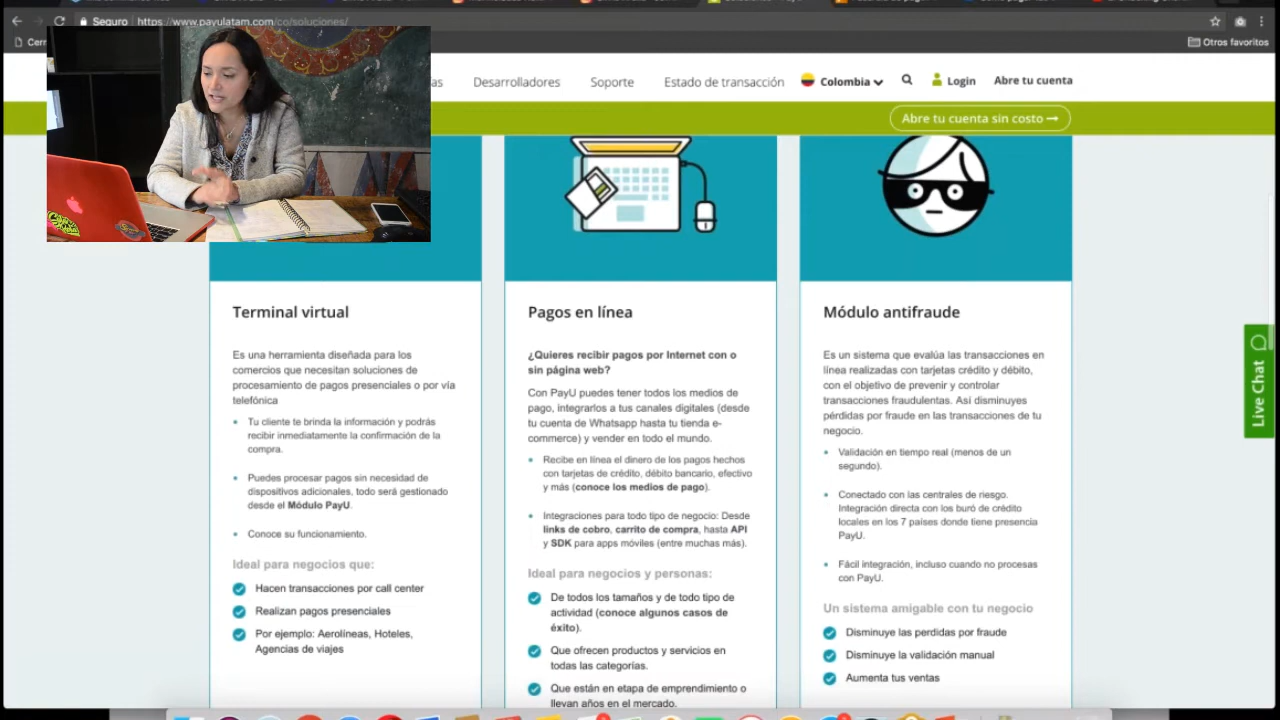 Seguro
https://www.payulatam.com/co/soluciones/
Otros favoritos
Desarrolladores
Soporte
Estado de transacción
Colombia
Login
Abre tu cuenta
Abre tu cuenta sin costo
Terminal virtual
Es una herramienta diseñada para los
comercios que necesitan soluciones de
procesamiento de pagos presenciales o por vía
telefónica
Tu cliente te brinda la información y podrás
recibir inmediatamente la confirmación de la
compra.
Puedes procesar pagos sin necesidad de
dispositivos adicionales, todo será gestionado
desde el Módulo PayU.
Conoce su funcionamiento.
Ideal para negocios que:
Hacen transacciones por call center
Realizan pagos presenciales
Por ejemplo: Aerolíneas, Hoteles,
Agencias de viajes
Pagos en línea
¿Quieres recibir pagos por Internet con o
sin página web?
Con PayU puedes tener todos los medios de
pago, integrarlos a tus canales digitales (desde
tu cuenta de Whatsapp hasta tu tienda e-
commerce) y vender en todo el mundo.
Recibe en línea el dinero de los pagos hechos
con tarjetas de crédito, débito bancario, efectivo
y más (conoce los medios de pago).
Integraciones para todo tipo de negocio: Desde
links de cobro, carrito de compra, hasta API
y SDK para apps móviles (entre muchas más).
Ideal para negocios y personas:
De todos los tamaños y de todo tipo de
actividad (conoce algunos casos de
éxito).
Que ofrecen productos y servicios en
todas las categorías.
Que están en etapa de emprendimiento o
llevan años en el mercado.
Módulo antifraude
Es un sistema que evalúa las transacciones en
línea realizadas con tarjetas crédito y débito,
con el objetivo de prevenir y controlar
transacciones fraudulentas. Así disminuyes
pérdidas por fraude en las transacciones de tu
negocio.
Validación en tiempo real (menos de un
segundo).
Conectado con las centrales de riesgo.
Integración directa con los buró de crédito
locales en los 7 países donde tiene presencia
PayU.
Fácil integración, incluso cuando no procesas
con PayU.
Un sistema amigable con tu negocio
Disminuye las perdidas por fraude
Disminuye la validación manual
Aumenta tus ventas
Live Chat